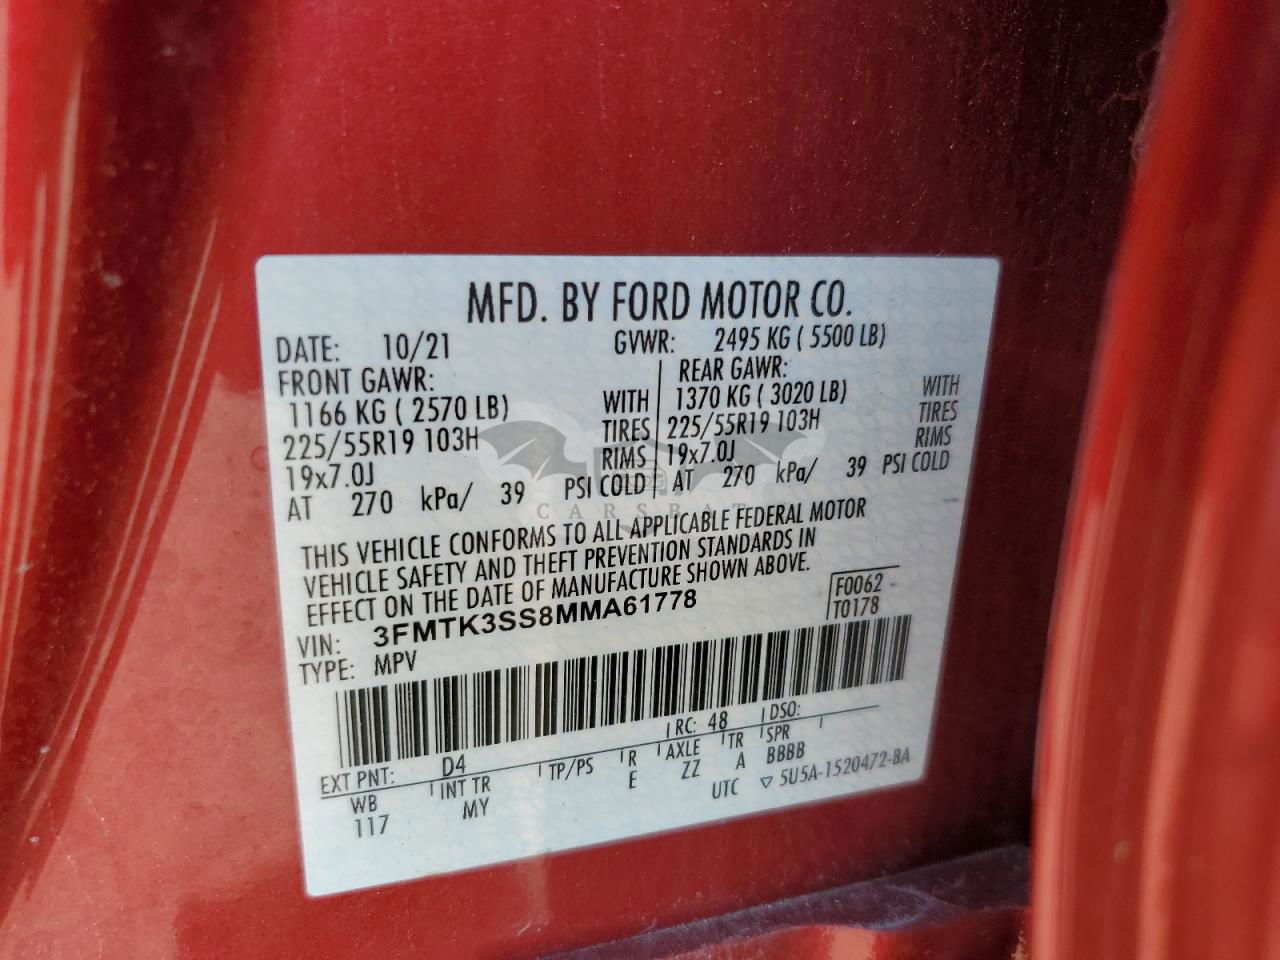 MFD. BY FORD MOTOR CO.
DATE: 10/21 GVWR: 2495 KG ( 5500 LB)
FRONT GAWR: REAR GAWR:
1166 KG ( 2570 LB) WITH 1370 KG ( 3020 LB) WITH
225/55R19 103H TIRES 225/55R19 103H TIRES
19x7.0J RIMS 19x7.0J RIMS
AT 270 kPa/ 39 PSI COLD AT 270 kPa/ 39 PSI COLD
CARSBAT
THIS VEHICLE CONFORMS TO ALL APPLICABLE FEDERAL MOTOR
VEHICLE SAFETY AND THEFT PREVENTION STANDARDS IN
EFFECT ON THE DATE OF MANUFACTURE SHOWN ABOVE.
VIN: 3FMTK3SS8MMA61778 F0062
TYPE: MPV T0178
EXT PNT: D4 RC: 48 DSO:
WB INT TR TP/PS R AXLE TR SPR
117 MY E ZZ A BBBB
UTC ▽ 5U5A-1520472-BA